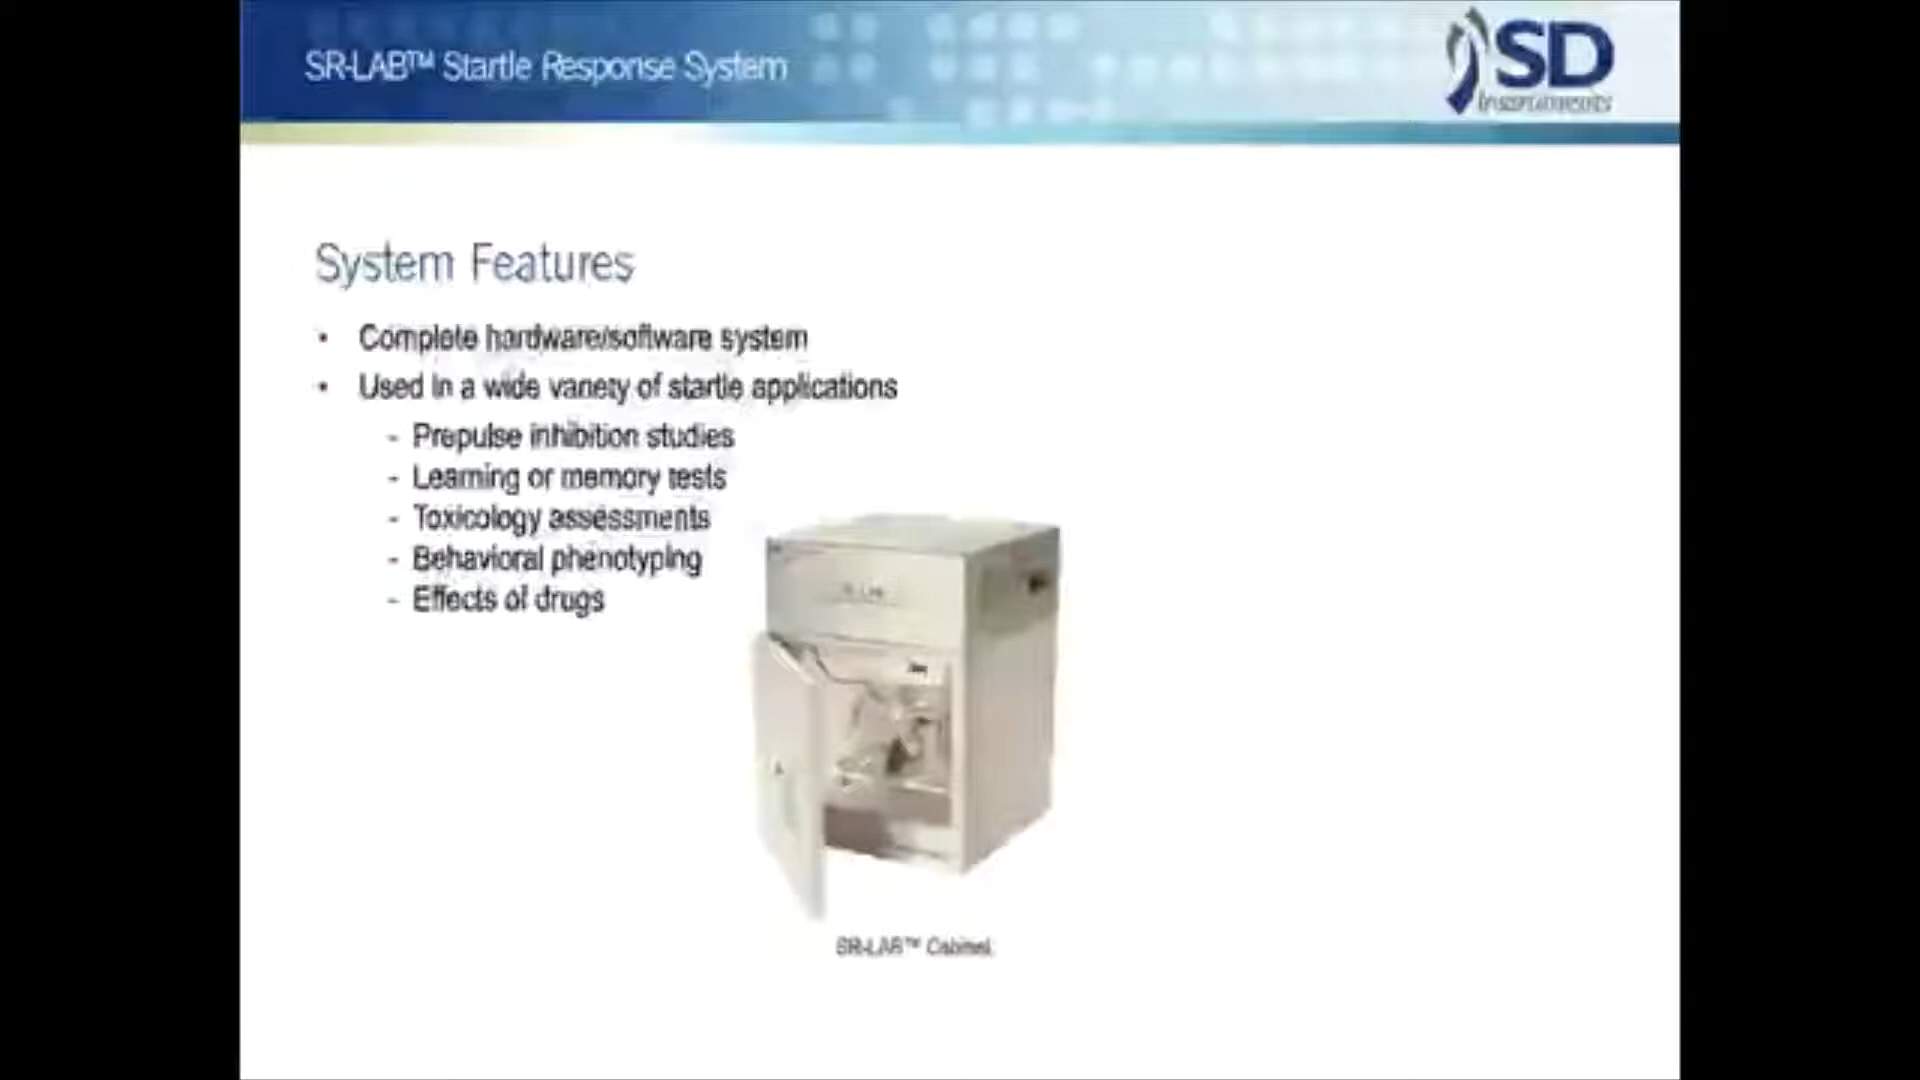 SR-LAB™ Startle Response System
SD
Instruments
System Features
• Complete hardware/software system
• Used in a wide variety of startle applications
- Prepulse inhibition studies
- Learning or memory tests
- Toxicology assessments
- Behavioral phenotyping
- Effects of drugs
SR-LAB™ Cabinet